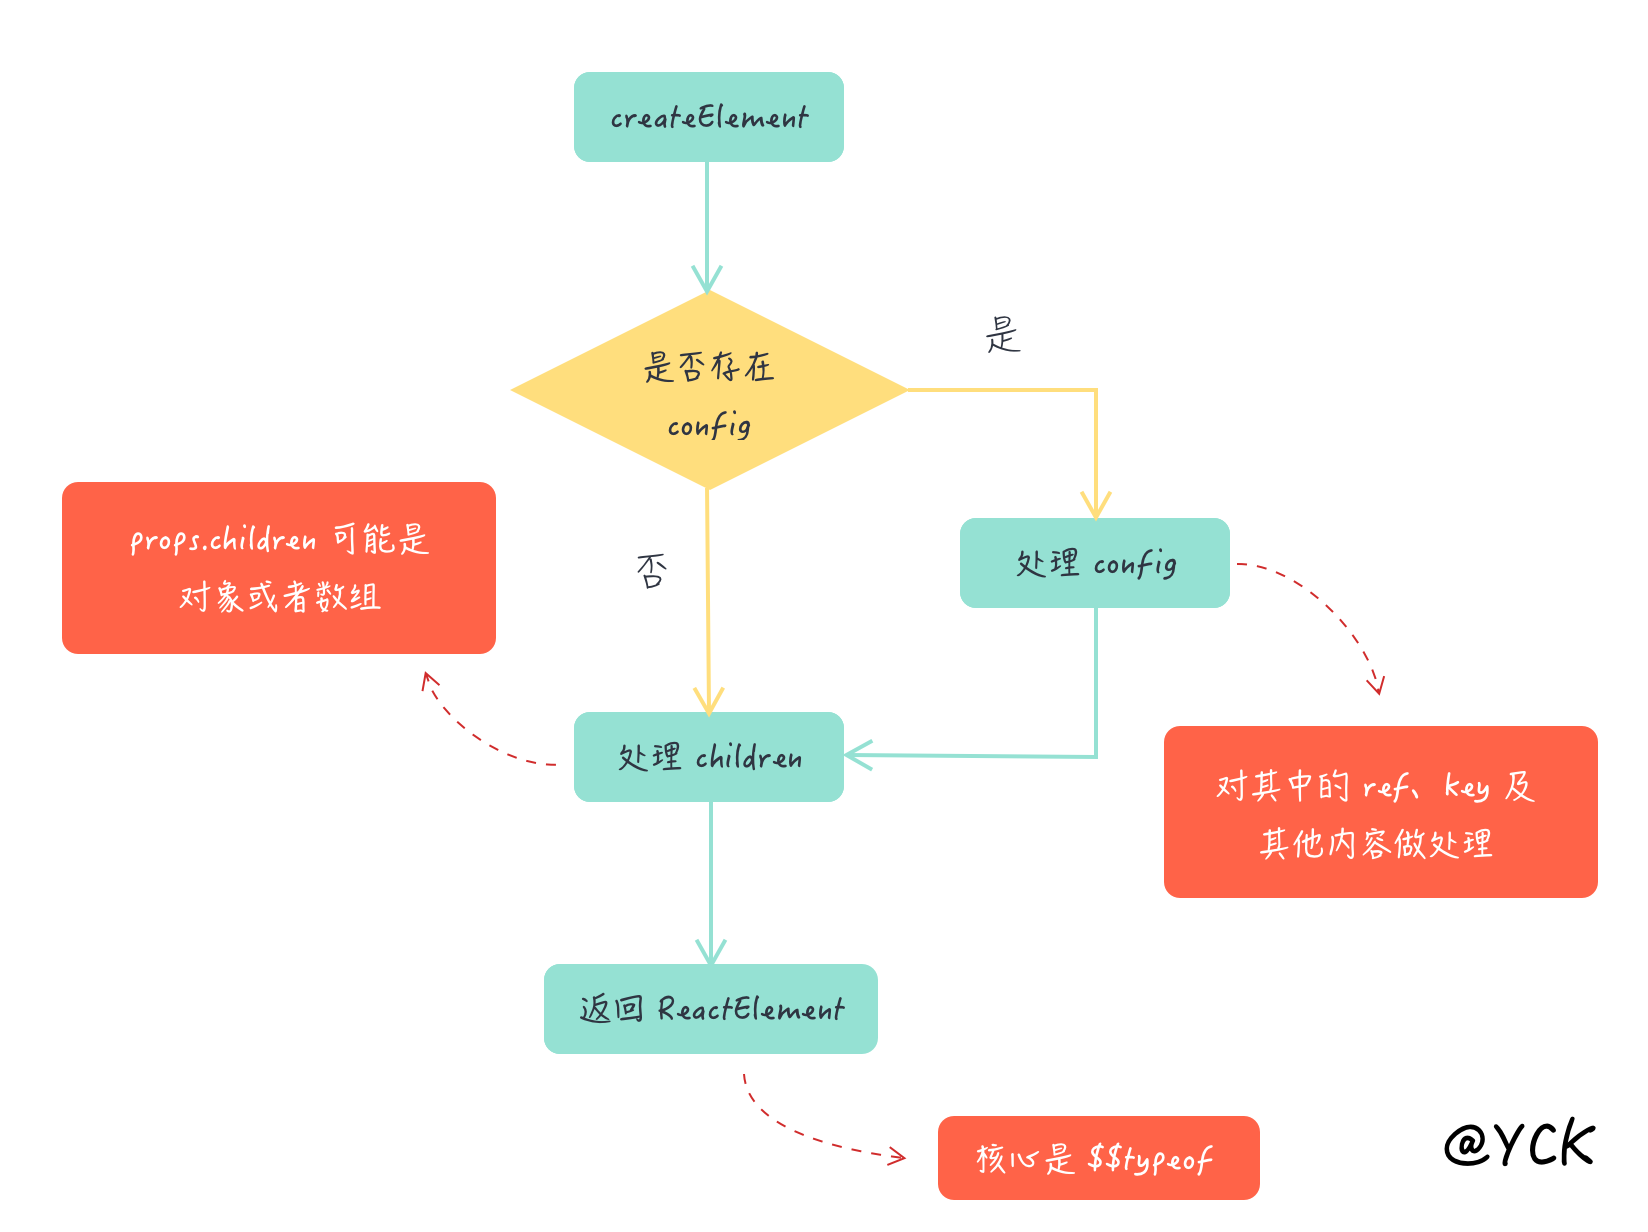 createElement
是否存在
config
是
否
props.children 可能是
对象或者数组
处理 config
处理 children
对其中的 ref、key 及
其他内容做处理
返回 ReactElement
核心是 $$typeof
@YCK